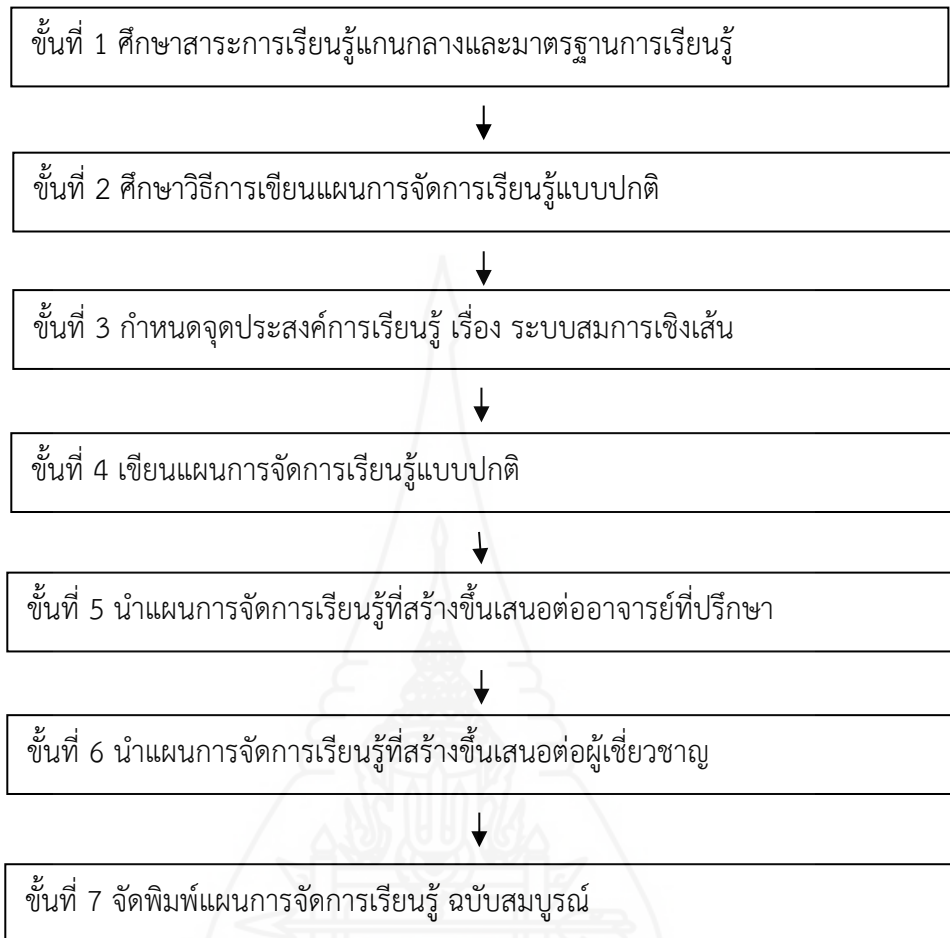 ขั้นที่ 1 ศึกษาสาระการเรียนรู้แกนกลางและมาตรฐานการเรียนรู้
ขั้นที่ 2 ศึกษาวิธีการเขียนแผนการจัดการเรียนรู้แบบปกติ
ขั้นที่ 3 กำหนดจุดประสงค์การเรียนรู้ เรื่อง ระบบสมการเชิงเส้น
ขั้นที่ 4 เขียนแผนการจัดการเรียนรู้แบบปกติ
ขั้นที่ 5 นำแผนการจัดการเรียนรู้ที่สร้างขึ้นเสนอต่ออาจารย์ที่ปรึกษา
ขั้นที่ 6 นำแผนการจัดการเรียนรู้ที่สร้างขึ้นเสนอต่อผู้เชี่ยวชาญ
ขั้นที่ 7 จัดพิมพ์แผนการจัดการเรียนรู้ ฉบับสมบูรณ์